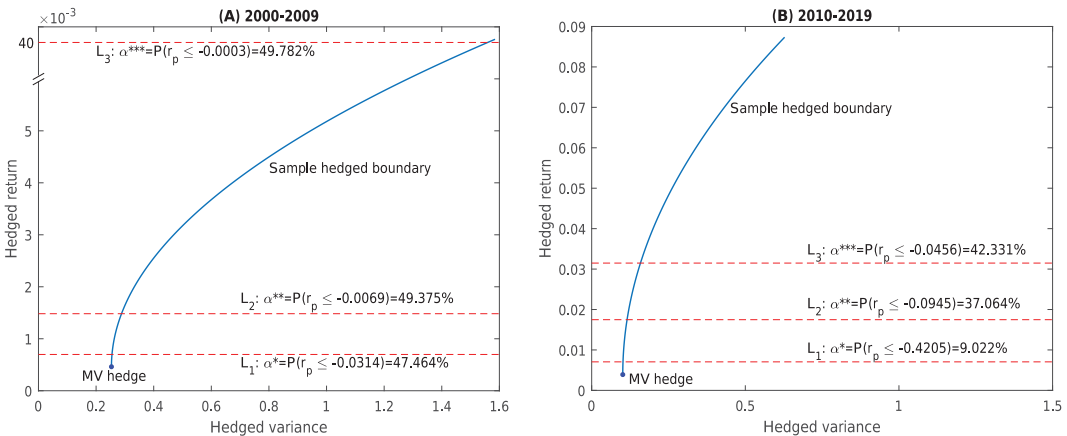 (A) 2000-2009
×10⁻³
40
5
4
3
2
1
0
Hedged return
L₃: α***=P(rₚ ≤ -0.0003)=49.782%
Sample hedged boundary
L₂: α**=P(rₚ ≤ -0.0069)=49.375%
L₁: α*=P(rₚ ≤ -0.0314)=47.464%
MV hedge
0 0.2 0.4 0.6 0.8 1 1.2 1.4 1.6
Hedged variance
(B) 2010-2019
0.09
0.08
0.07
0.06
0.05
0.04
0.03
0.02
0.01
0
Hedged return
Sample hedged boundary
L₃: α***=P(rₚ ≤ -0.0456)=42.331%
L₂: α**=P(rₚ ≤ -0.0945)=37.064%
L₁: α*=P(rₚ ≤ -0.4205)=9.022%
MV hedge
0 0.5 1 1.5
Hedged variance